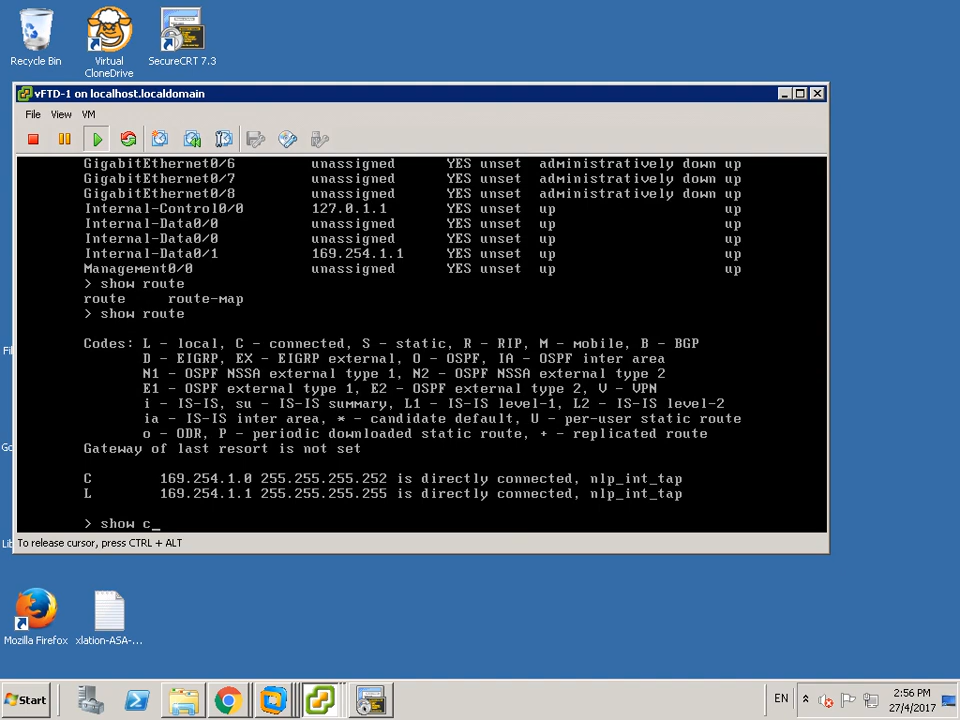 Recycle Bin
Virtual
CloneDrive
SecureCRT 7.3
vFTD-1 on localhost.localdomain
File View VM
GigabitEthernet0/6 unassigned YES unset administratively down up
GigabitEthernet0/7 unassigned YES unset administratively down up
GigabitEthernet0/8 unassigned YES unset administratively down up
Internal-Control0/0 127.0.1.1 YES unset up up
Internal-Data0/0 unassigned YES unset up up
Internal-Data0/0 unassigned YES unset up up
Internal-Data0/1 169.254.1.1 YES unset up up
Management0/0 unassigned YES unset up up
> show route
route route-map
> show route
Codes: L - local, C - connected, S - static, R - RIP, M - mobile, B - BGP
D - EIGRP, EX - EIGRP external, O - OSPF, IA - OSPF inter area
N1 - OSPF NSSA external type 1, N2 - OSPF NSSA external type 2
E1 - OSPF external type 1, E2 - OSPF external type 2, V - VPN
i - IS-IS, su - IS-IS summary, L1 - IS-IS level-1, L2 - IS-IS level-2
ia - IS-IS inter area, * - candidate default, U - per-user static route
o - ODR, P - periodic downloaded static route, + - replicated route
Gateway of last resort is not set
C 169.254.1.0 255.255.255.252 is directly connected, nlp_int_tap
L 169.254.1.1 255.255.255.255 is directly connected, nlp_int_tap
> show c_
To release cursor, press CTRL + ALT
Mozilla Firefox
xlation-ASA-...
Start
EN
2:56 PM
27/4/2017